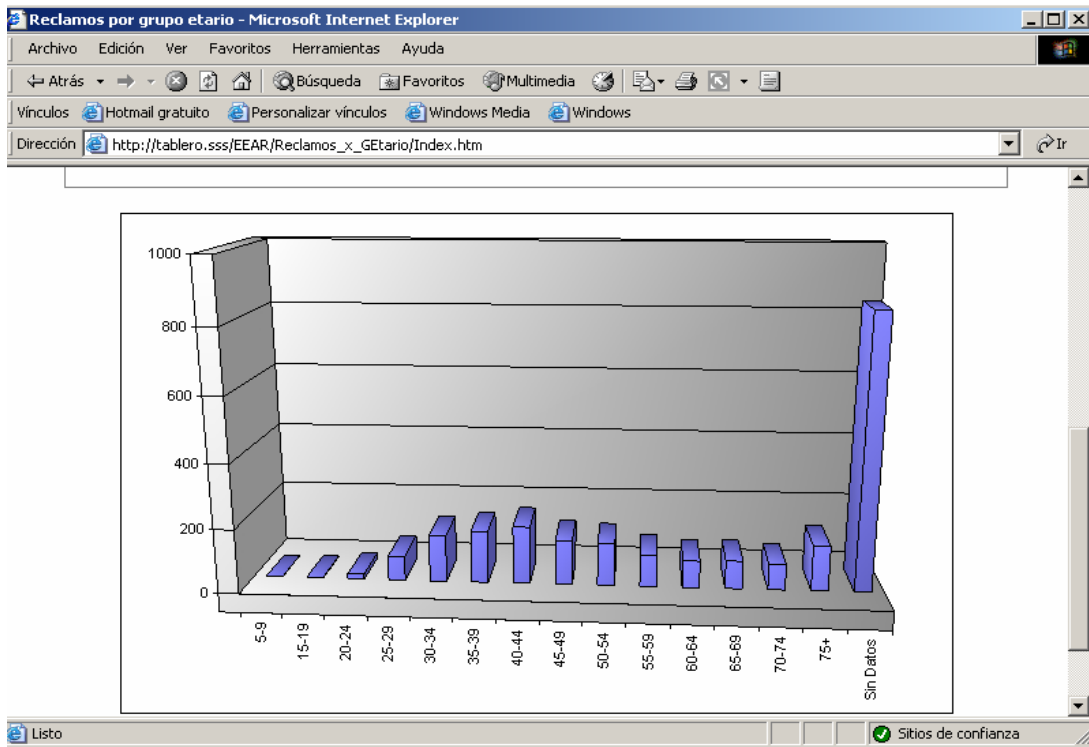 Reclamos por grupo etario - Microsoft Internet Explorer
Archivo Edición Ver Favoritos Herramientas Ayuda
Atrás Búsqueda Favoritos Multimedia
Vínculos Hotmail gratuito Personalizar vínculos Windows Media Windows
Dirección http://tablero.sss/EEAR/Reclamos_x_GEtario/Index.htm Ir
1000
800
600
400
200
0
5-9
15-19
20-24
25-29
30-34
35-39
40-44
45-49
50-54
55-59
60-64
65-69
70-74
75+
Sin Datos
Listo Sitios de confianza